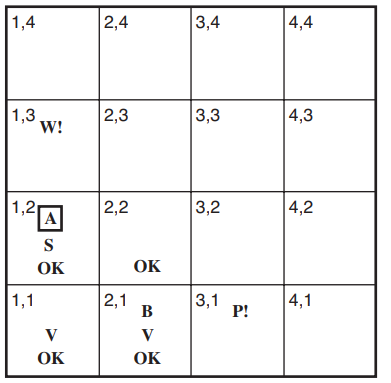 1,4 2,4 3,4 4,4
1,3 W! 2,3 3,3 4,3
1,2 A 2,2 3,2 4,2
S
OK OK
1,1 2,1 B 3,1 P! 4,1
V V
OK OK